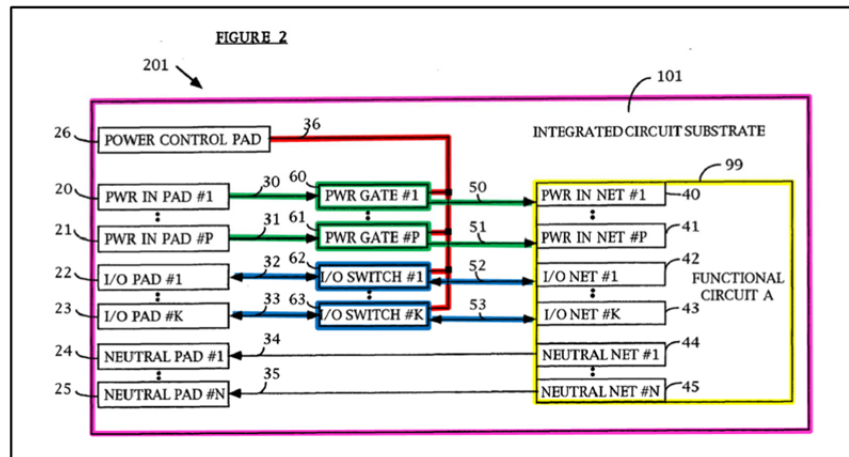 FIGURE 2
201
101
26 POWER CONTROL PAD 36 INTEGRATED CIRCUIT SUBSTRATE
99
20 PWR IN PAD #1 30 60 PWR GATE #1 50 PWR IN NET #1 40
21 PWR IN PAD #P 31 61 PWR GATE #P 51 PWR IN NET #P 41
22 I/O PAD #1 32 62 I/O SWITCH #1 52 I/O NET #1 42
FUNCTIONAL
CIRCUIT A
23 I/O PAD #K 33 63 I/O SWITCH #K 53 I/O NET #K 43
24 NEUTRAL PAD #1 34 NEUTRAL NET #1 44
25 NEUTRAL PAD #N 35 NEUTRAL NET #N 45